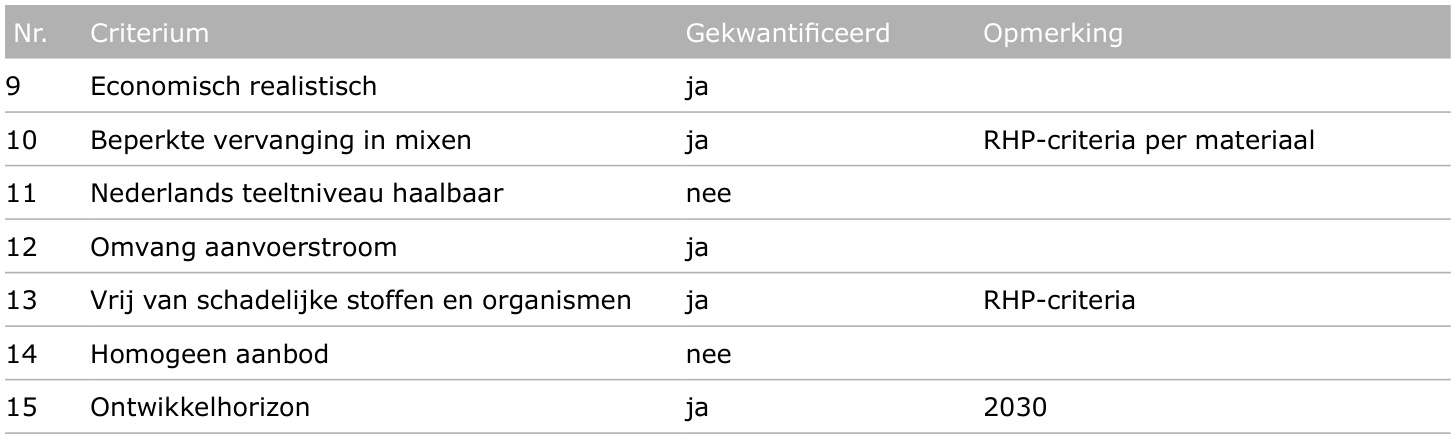 Nr. Criterium Gekwantificeerd Opmerking
9 Economisch realistisch ja
10 Beperkte vervanging in mixen ja RHP-criteria per materiaal
11 Nederlands teeltniveau haalbaar nee
12 Omvang aanvoerstroom ja
13 Vrij van schadelijke stoffen en organismen ja RHP-criteria
14 Homogeen aanbod nee
15 Ontwikkelhorizon ja 2030